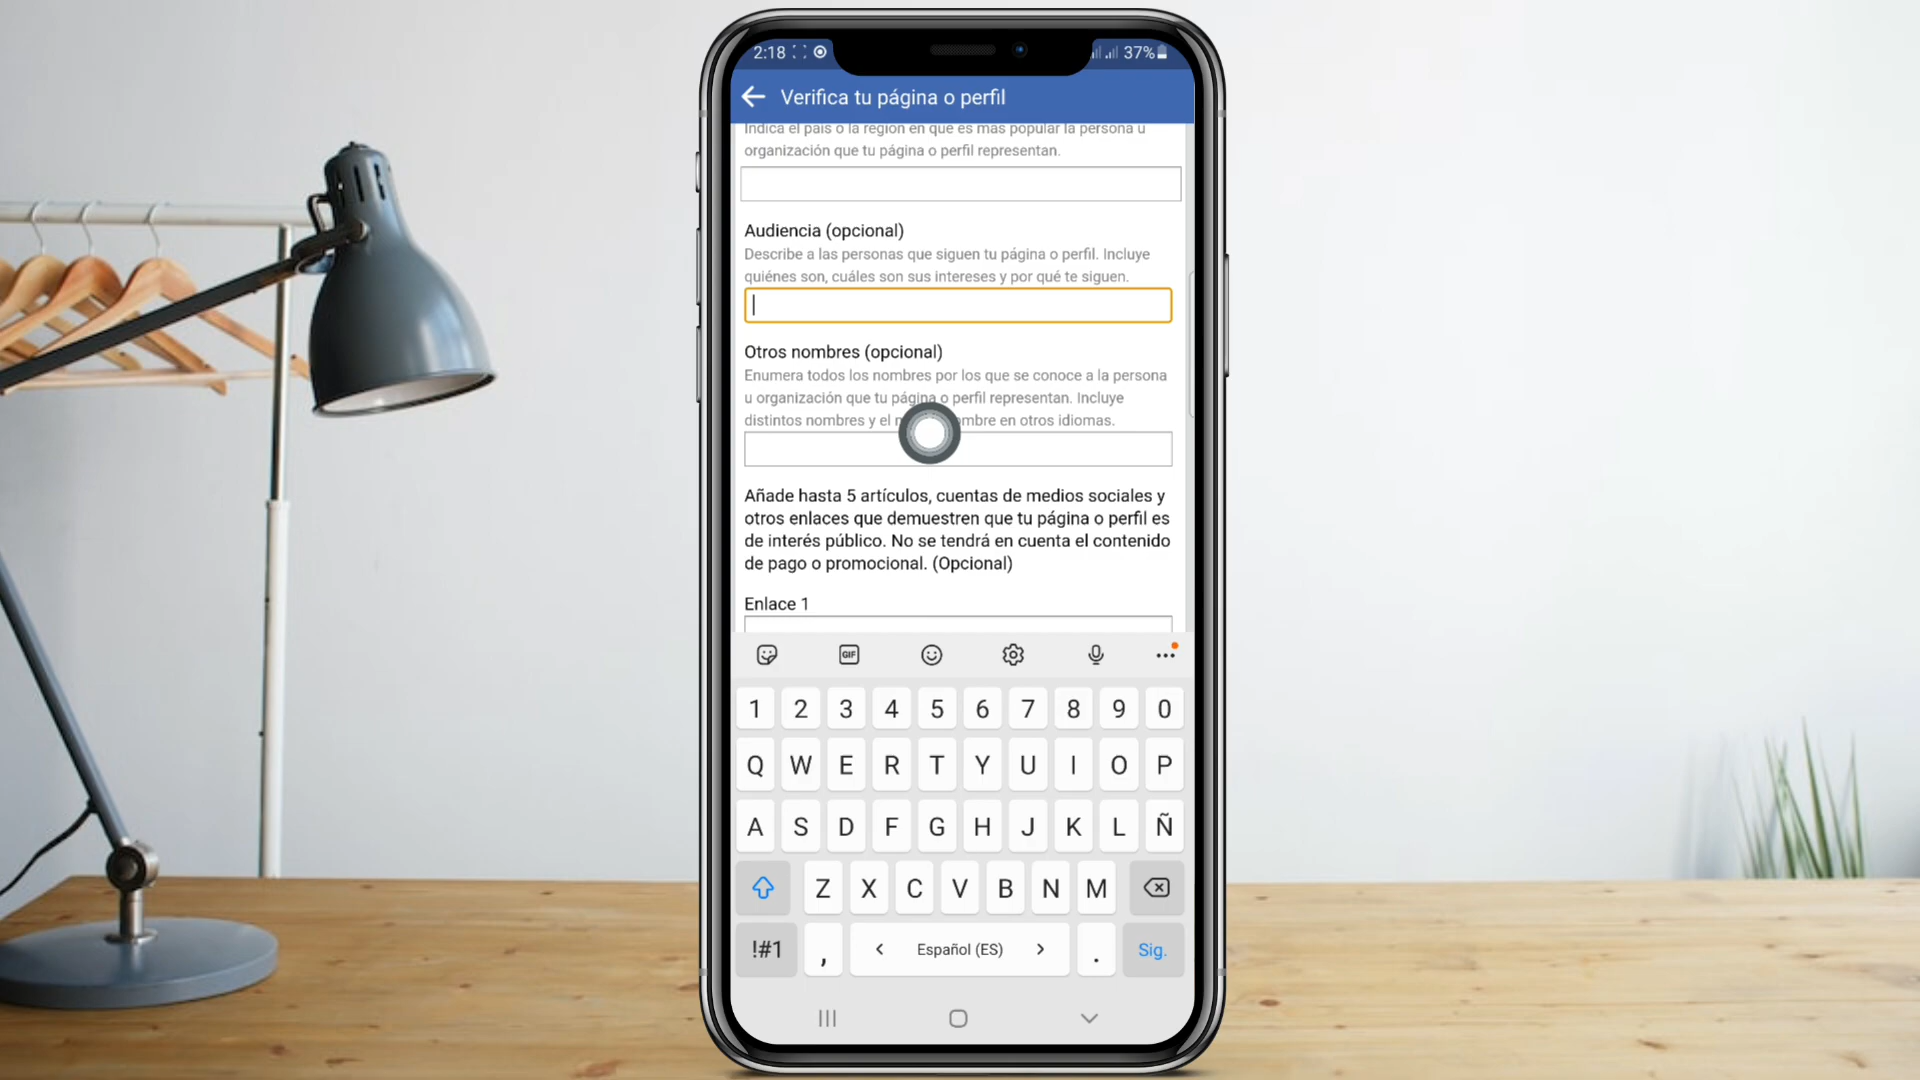 2:18
37%
Verifica tu página o perfil
Indica el país o la región en que es más popular la persona u
organización que tu página o perfil representan.
Audiencia (opcional)
Describe a las personas que siguen tu página o perfil. Incluye
quiénes son, cuáles son sus intereses y por qué te siguen.
Otros nombres (opcional)
Enumera todos los nombres por los que se conoce a la persona
u organización que tu página o perfil representan. Incluye
distintos nombres y el mbre en otros idiomas.
Añade hasta 5 artículos, cuentas de medios sociales y
otros enlaces que demuestren que tu página o perfil es
de interés público. No se tendrá en cuenta el contenido
de pago o promocional. (Opcional)
Enlace 1
GIF
1 2 3 4 5 6 7 8 9 0
Q W E R T Y U I O P
A S D F G H J K L Ñ
Z X C V B N M
!#1 , < Español (ES) > . Sig.